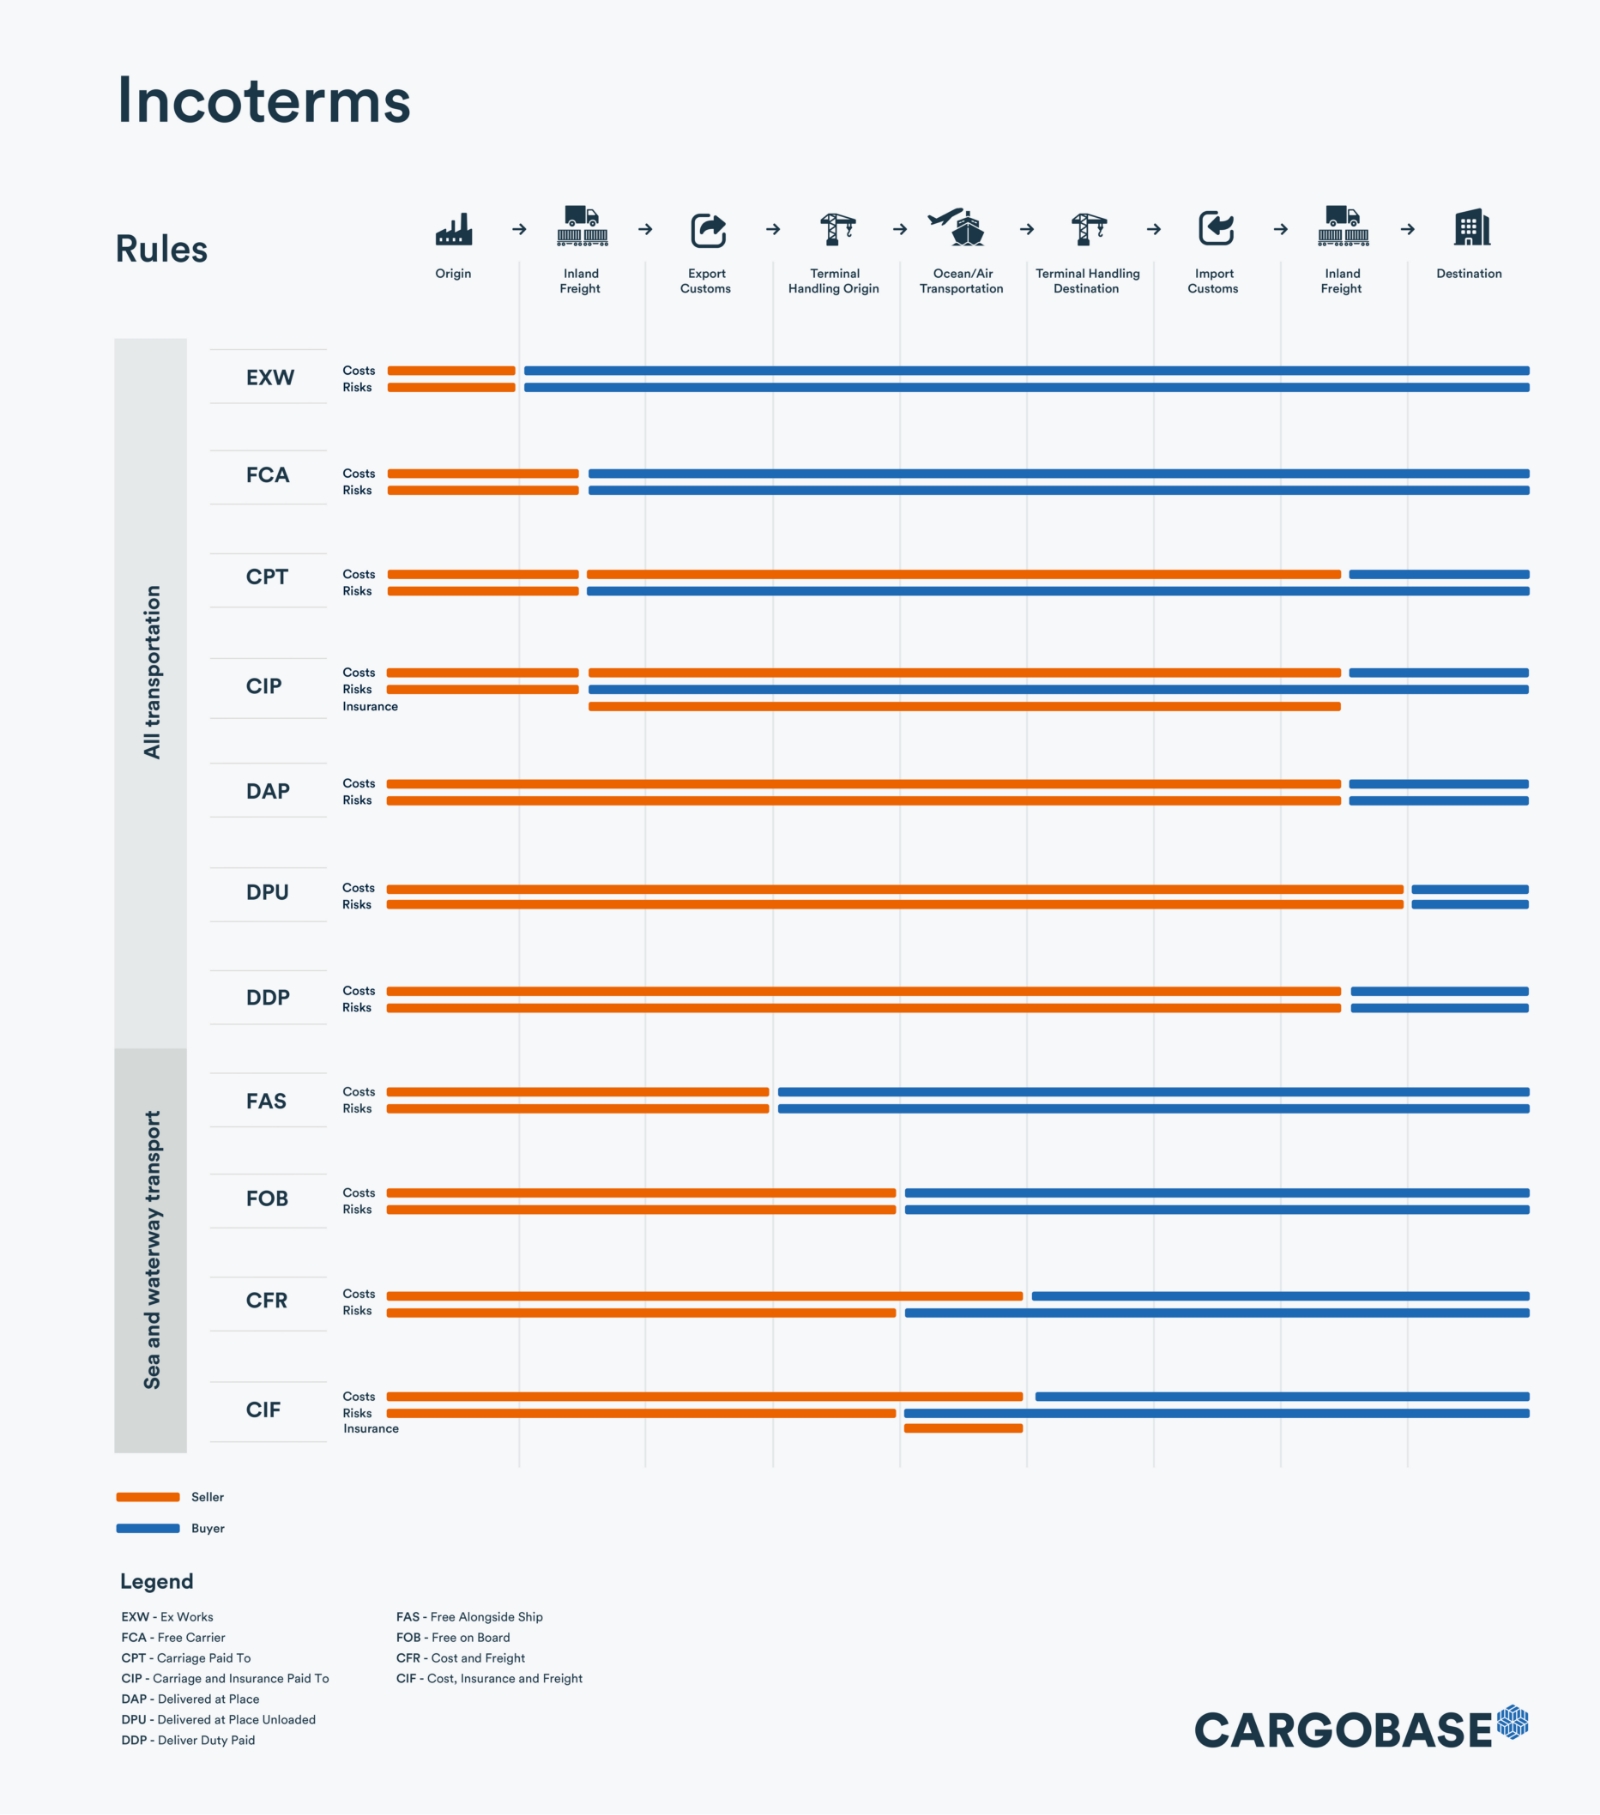 Incoterms
Rules
Origin
Inland
Freight
Export
Customs
Terminal
Handling Origin
Ocean/Air
Transportation
Terminal Handling
Destination
Import
Customs
Inland
Freight
Destination
All transportation
EXW
Costs
Risks
FCA
Costs
Risks
CPT
Costs
Risks
CIP
Costs
Risks
Insurance
DAP
Costs
Risks
DPU
Costs
Risks
DDP
Costs
Risks
Sea and waterway transport
FAS
Costs
Risks
FOB
Costs
Risks
CFR
Costs
Risks
CIF
Costs
Risks
Insurance
Seller
Buyer
Legend
EXW - Ex Works
FCA - Free Carrier
CPT - Carriage Paid To
CIP - Carriage and Insurance Paid To
DAP - Delivered at Place
DPU - Delivered at Place Unloaded
DDP - Deliver Duty Paid
FAS - Free Alongside Ship
FOB - Free on Board
CFR - Cost and Freight
CIF - Cost, Insurance and Freight
CARGOBASE